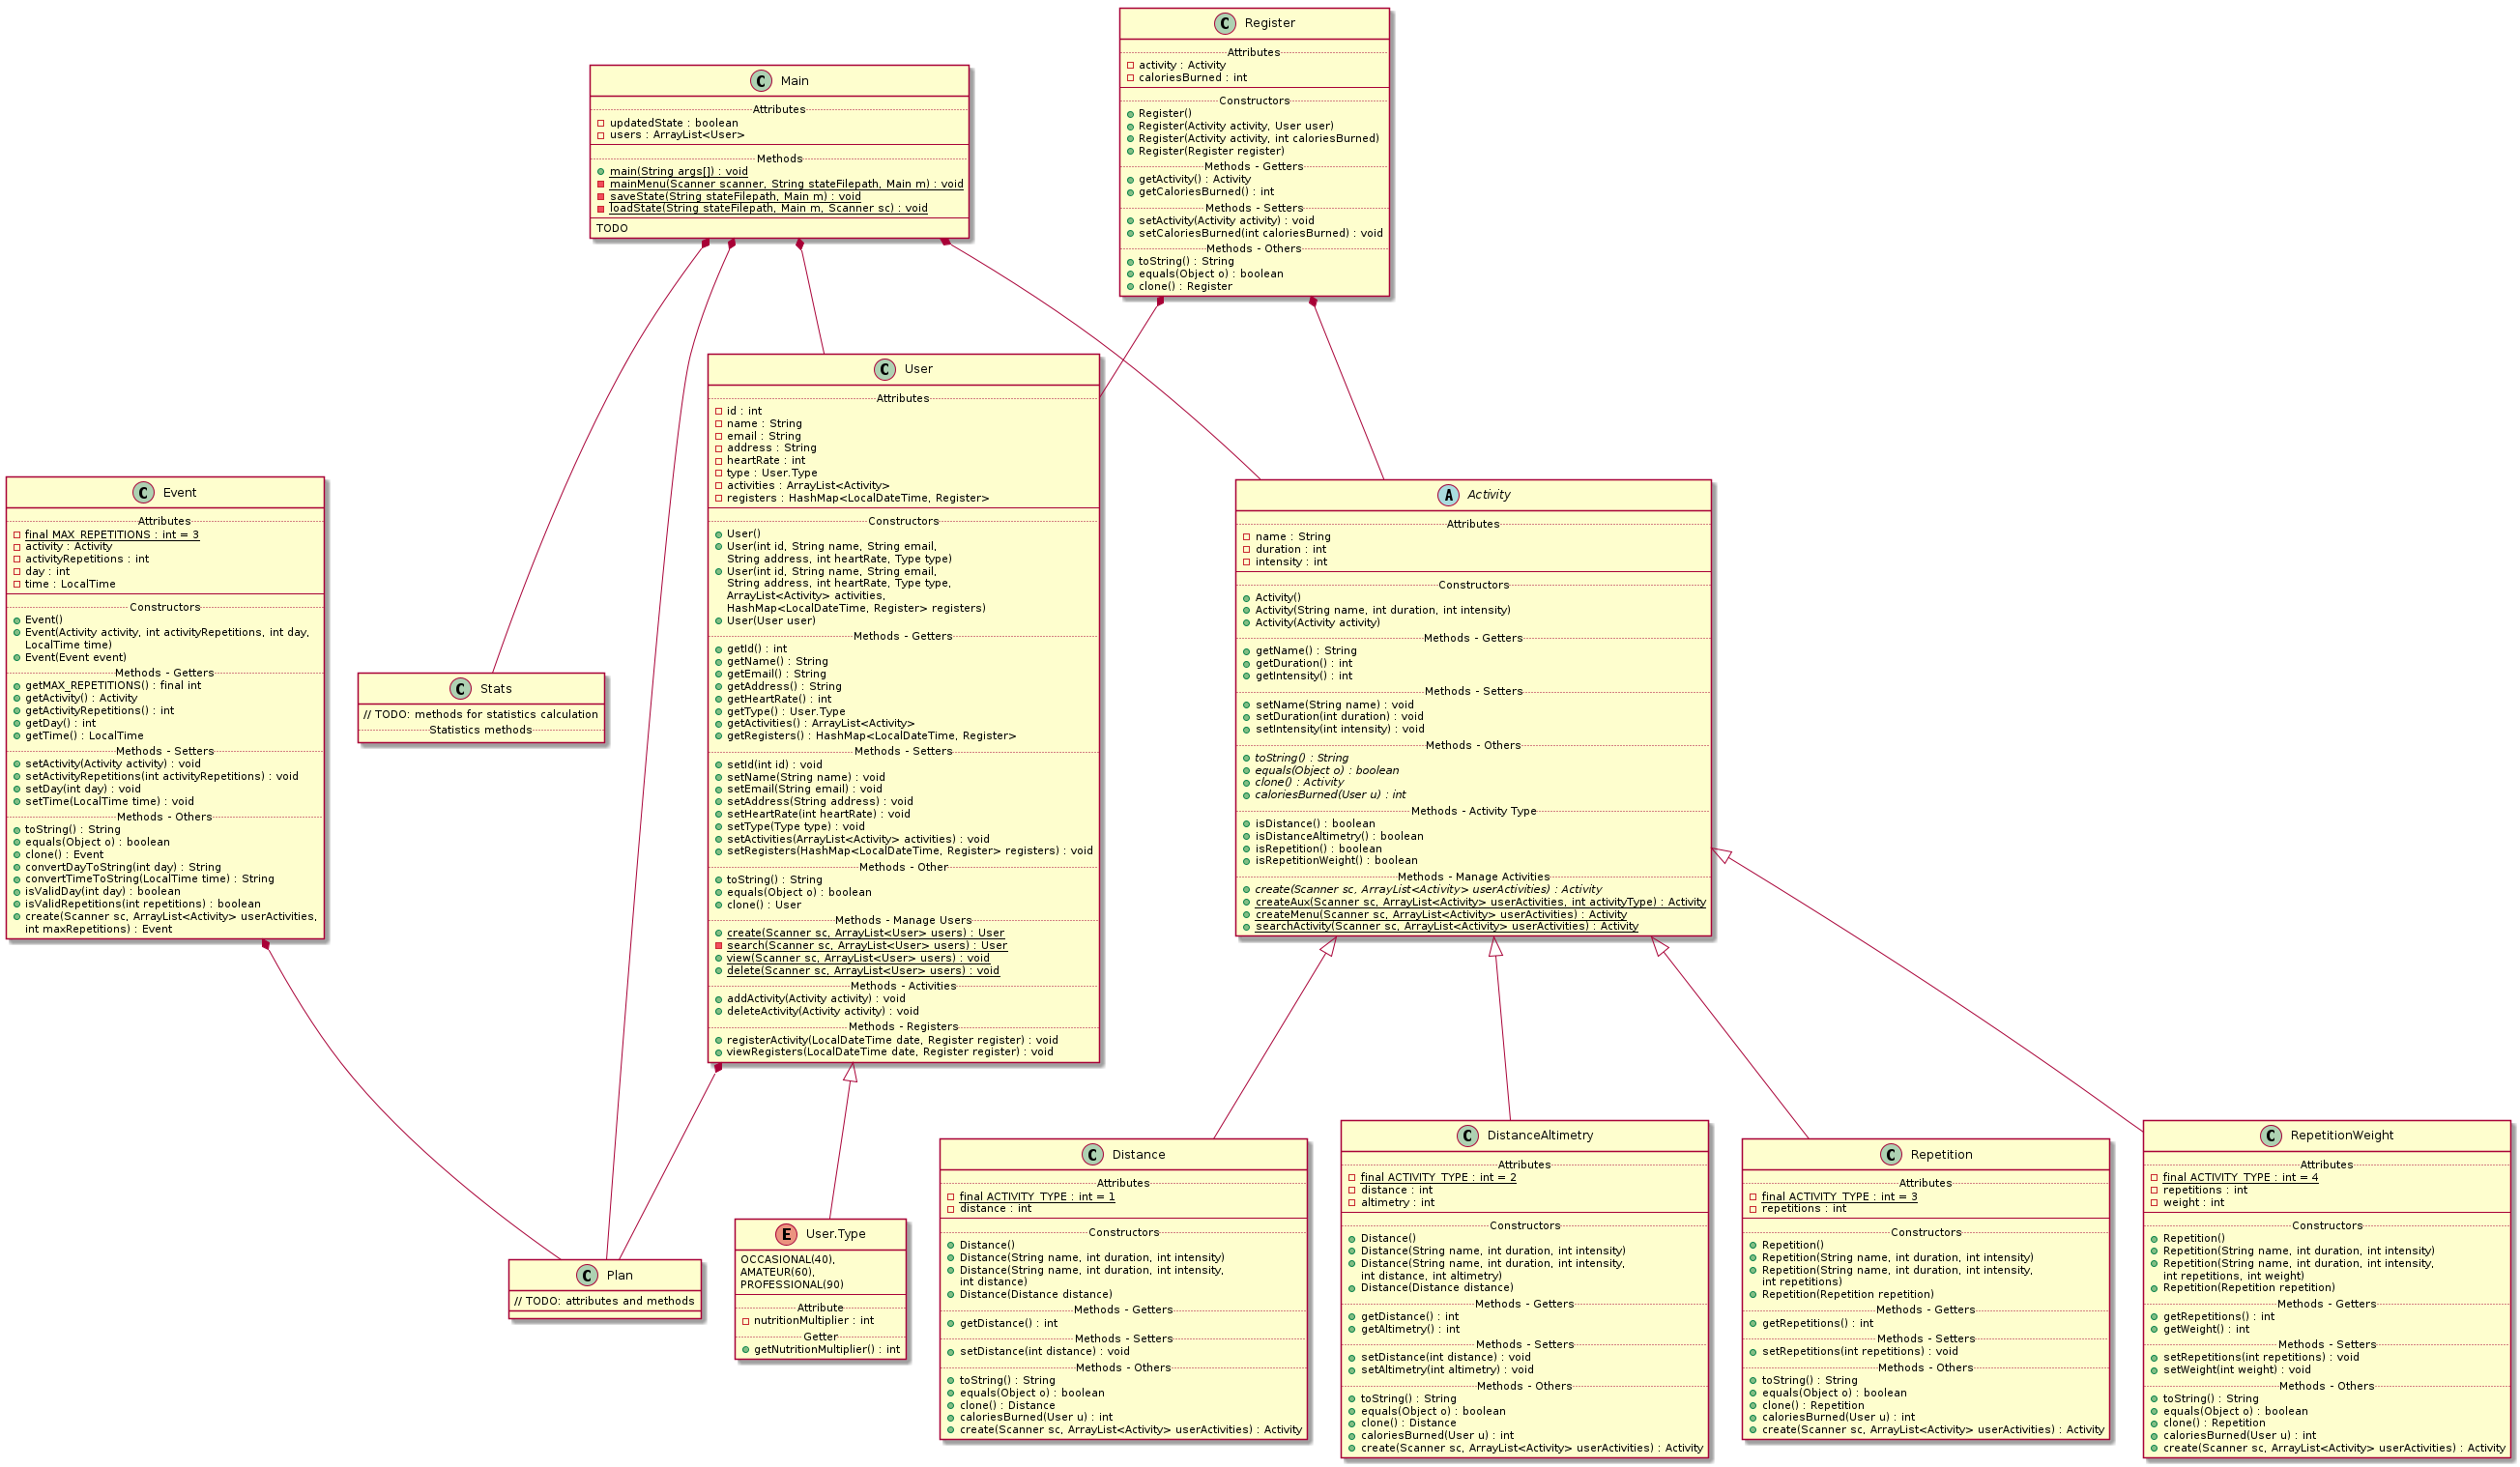 Register
Attributes
activity : Activity
caloriesBurned : int
Constructors
Register()
Register(Activity activity, User user)
Register(Activity activity, int caloriesBurned)
Register(Register register)
Methods - Getters
getActivity() : Activity
getCaloriesBurned() : int
Methods - Setters
setActivity(Activity activity) : void
setCaloriesBurned(int caloriesBurned) : void
Methods - Others
toString() : String
equals(Object o) : boolean
clone() : Register
Main
Attributes
updatedState : boolean
users : ArrayList<User>
Methods
main(String args[]) : void
mainMenu(Scanner scanner, String stateFilepath, Main m) : void
saveState(String stateFilepath, Main m) : void
loadState(String stateFilepath, Main m, Scanner sc) : void
TODO
User
Attributes
id : int
name : String
email : String
address : String
heartRate : int
type : User.Type
activities : ArrayList<Activity>
registers : HashMap<LocalDateTime, Register>
Constructors
User()
User(int id, String name, String email,
String address, int heartRate, Type type)
User(int id, String name, String email,
String address, int heartRate, Type type,
ArrayList<Activity> activities,
HashMap<LocalDateTime, Register> registers)
User(User user)
Methods - Getters
getId() : int
getName() : String
getEmail() : String
getAddress() : String
getHeartRate() : int
getType() : User.Type
getActivities() : ArrayList<Activity>
getRegisters() : HashMap<LocalDateTime, Register>
Methods - Setters
setId(int id) : void
setName(String name) : void
setEmail(String email) : void
setAddress(String address) : void
setHeartRate(int heartRate) : void
setType(Type type) : void
setActivities(ArrayList<Activity> activities) : void
setRegisters(HashMap<LocalDateTime, Register> registers) : void
Methods - Other
toString() : String
equals(Object o) : boolean
clone() : User
Methods - Manage Users
create(Scanner sc, ArrayList<User> users) : User
search(Scanner sc, ArrayList<User> users) : User
view(Scanner sc, ArrayList<User> users) : void
delete(Scanner sc, ArrayList<User> users) : void
Methods - Activities
addActivity(Activity activity) : void
deleteActivity(Activity activity) : void
Methods - Registers
registerActivity(LocalDateTime date, Register register) : void
viewRegisters(LocalDateTime date, Register register) : void
Event
Attributes
final MAX_REPETITIONS : int = 3
activity : Activity
activityRepetitions : int
day : int
time : LocalTime
Constructors
Event()
Event(Activity activity, int activityRepetitions, int day,
LocalTime time)
Event(Event event)
Methods - Getters
getMAX_REPETITIONS() : final int
getActivity() : Activity
getActivityRepetitions() : int
getDay() : int
getTime() : LocalTime
Methods - Setters
setActivity(Activity activity) : void
setActivityRepetitions(int activityRepetitions) : void
setDay(int day) : void
setTime(LocalTime time) : void
Methods - Others
toString() : String
equals(Object o) : boolean
clone() : Event
convertDayToString(int day) : String
convertTimeToString(LocalTime time) : String
isValidDay(int day) : boolean
isValidRepetitions(int repetitions) : boolean
create(Scanner sc, ArrayList<Activity> userActivities,
int maxRepetitions) : Event
Stats
// TODO: methods for statistics calculation
Statistics methods
Activity
Attributes
name : String
duration : int
intensity : int
Constructors
Activity()
Activity(String name, int duration, int intensity)
Activity(Activity activity)
Methods - Getters
getName() : String
getDuration() : int
getIntensity() : int
Methods - Setters
setName(String name) : void
setDuration(int duration) : void
setIntensity(int intensity) : void
Methods - Others
toString() : String
equals(Object o) : boolean
clone() : Activity
caloriesBurned(User u) : int
Methods - Activity Type
isDistance() : boolean
isDistanceAltimetry() : boolean
isRepetition() : boolean
isRepetitionWeight() : boolean
Methods - Manage Activities
create(Scanner sc, ArrayList<Activity> userActivities) : Activity
createAux(Scanner sc, ArrayList<Activity> userActivities, int activityType) : Activity
createMenu(Scanner sc, ArrayList<Activity> userActivities) : Activity
searchActivity(Scanner sc, ArrayList<Activity> userActivities) : Activity
Plan
// TODO: attributes and methods
User.Type
OCCASIONAL(40),
AMATEUR(60),
PROFESSIONAL(90)
Attribute
nutritionMultiplier : int
Getter
getNutritionMultiplier() : int
Distance
Attributes
final ACTIVITY_TYPE : int = 1
distance : int
Constructors
Distance()
Distance(String name, int duration, int intensity)
Distance(String name, int duration, int intensity,
int distance)
Distance(Distance distance)
Methods - Getters
getDistance() : int
Methods - Setters
setDistance(int distance) : void
Methods - Others
toString() : String
equals(Object o) : boolean
clone() : Distance
caloriesBurned(User u) : int
create(Scanner sc, ArrayList<Activity> userActivities) : Activity
DistanceAltimetry
Attributes
final ACTIVITY_TYPE : int = 2
distance : int
altimetry : int
Constructors
Distance()
Distance(String name, int duration, int intensity)
Distance(String name, int duration, int intensity,
int distance, int altimetry)
Distance(Distance distance)
Methods - Getters
getDistance() : int
getAltimetry() : int
Methods - Setters
setDistance(int distance) : void
setAltimetry(int altimetry) : void
Methods - Others
toString() : String
equals(Object o) : boolean
clone() : Distance
caloriesBurned(User u) : int
create(Scanner sc, ArrayList<Activity> userActivities) : Activity
Repetition
Attributes
final ACTIVITY_TYPE : int = 3
repetitions : int
Constructors
Repetition()
Repetition(String name, int duration, int intensity)
Repetition(String name, int duration, int intensity,
int repetitions)
Repetition(Repetition repetition)
Methods - Getters
getRepetitions() : int
Methods - Setters
setRepetitions(int repetitions) : void
Methods - Others
toString() : String
equals(Object o) : boolean
clone() : Repetition
caloriesBurned(User u) : int
create(Scanner sc, ArrayList<Activity> userActivities) : Activity
RepetitionWeight
Attributes
final ACTIVITY_TYPE : int = 4
repetitions : int
weight : int
Constructors
Repetition()
Repetition(String name, int duration, int intensity)
Repetition(String name, int duration, int intensity,
int repetitions, int weight)
Repetition(Repetition repetition)
Methods - Getters
getRepetitions() : int
getWeight() : int
Methods - Setters
setRepetitions(int repetitions) : void
setWeight(int weight) : void
Methods - Others
toString() : String
equals(Object o) : boolean
clone() : Repetition
caloriesBurned(User u) : int
create(Scanner sc, ArrayList<Activity> userActivities) : Activity